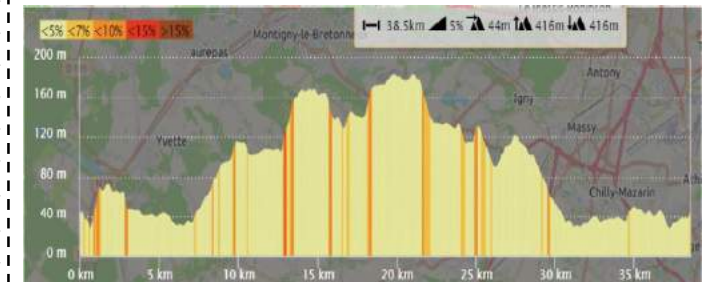 <5% <7% <10% <15% >15%
38.5km 5% 44m 416m 416m
Montigny-le-Bretonne
aurepas
200 m
Antony
160 m
Igny
120 m
Massy
Yvette
80 m
Chilly-Mazarin
40 m
0 m
0 km 5 km 10 km 15 km 20 km 25 km 30 km 35 km